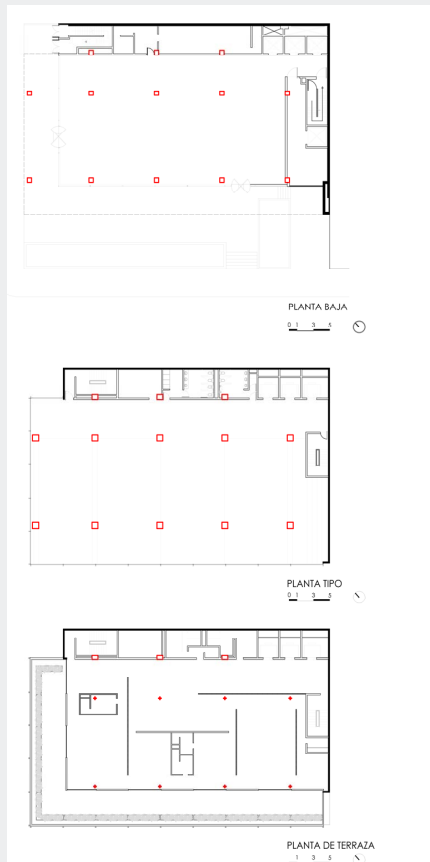 PLANTA BAJA
0 1 3 5
PLANTA TIPO
0 1 3 5
PLANTA DE TERRAZA
1 3 5